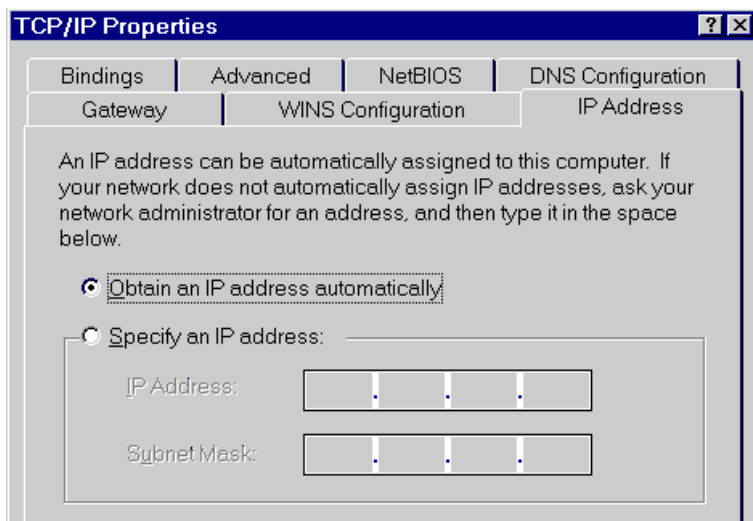 TCP/IP Properties
Bindings Advanced NetBIOS DNS Configuration
Gateway WINS Configuration IP Address
An IP address can be automatically assigned to this computer. If
your network does not automatically assign IP addresses, ask your
network administrator for an address, and then type it in the space
below.
Obtain an IP address automatically
Specify an IP address:
IP Address: . . .
Subnet Mask: . . .